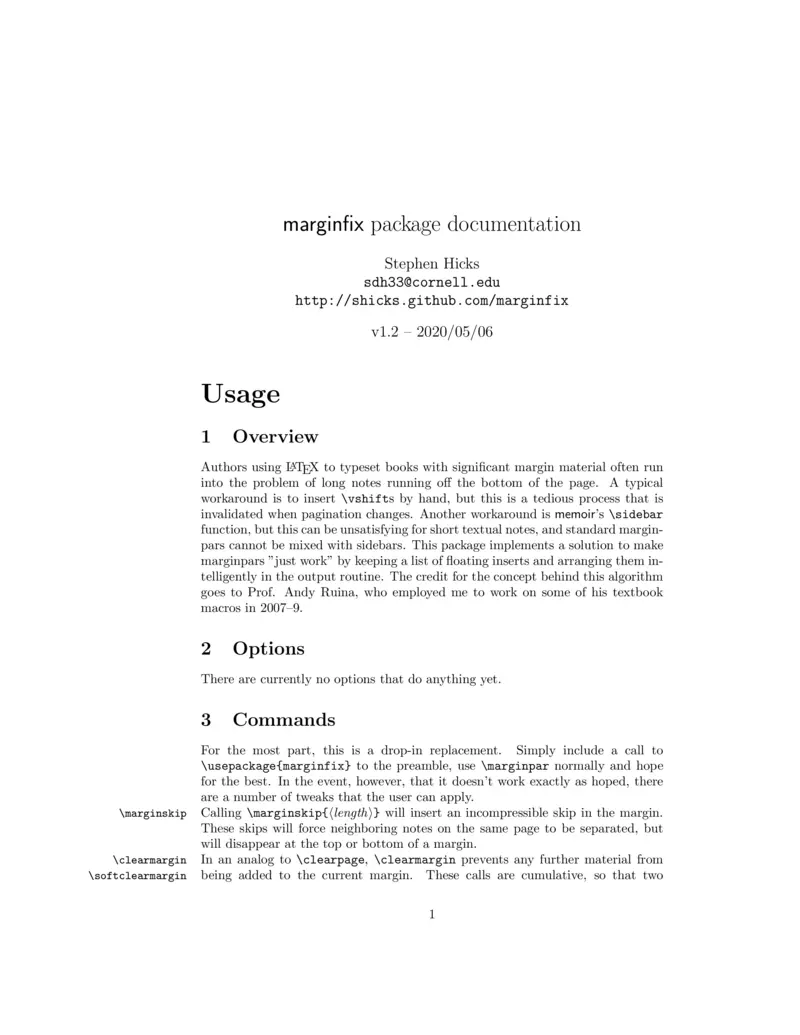 marginfix package documentation
Stephen Hicks
sdh33@cornell.edu
http://shicks.github.com/marginfix
v1.2 – 2020/05/06
Usage
1 Overview
Authors using LATEX to typeset books with significant margin material often run
into the problem of long notes running off the bottom of the page. A typical
workaround is to insert \vshifts by hand, but this is a tedious process that is
invalidated when pagination changes. Another workaround is memoir's \sidebar
function, but this can be unsatisfying for short textual notes, and standard margin-
pars cannot be mixed with sidebars. This package implements a solution to make
marginpars ”just work” by keeping a list of floating inserts and arranging them in-
telligently in the output routine. The credit for the concept behind this algorithm
goes to Prof. Andy Ruina, who employed me to work on some of his textbook
macros in 2007–9.
2 Options
There are currently no options that do anything yet.
3 Commands
For the most part, this is a drop-in replacement. Simply include a call to
\usepackage{marginfix} to the preamble, use \marginpar normally and hope
for the best. In the event, however, that it doesn't work exactly as hoped, there
are a number of tweaks that the user can apply.
\marginskip Calling \marginskip{⟨length⟩} will insert an incompressible skip in the margin.
These skips will force neighboring notes on the same page to be separated, but
will disappear at the top or bottom of a margin.
\clearmargin In an analog to \clearpage, \clearmargin prevents any further material from
\softclearmargin being added to the current margin. These calls are cumulative, so that two
1